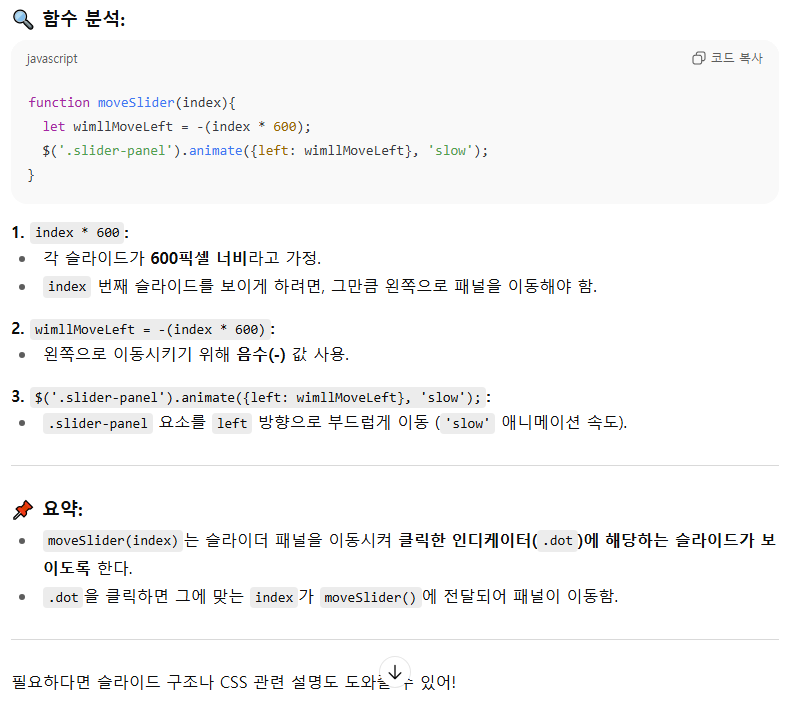 🔍 함수 분석:
javascript
코드 복사
function moveSlider(index){
let wimllMoveLeft = -(index * 600);
$('.slider-panel').animate({left: wimllMoveLeft}, 'slow');
}
1. index * 600:
• 각 슬라이드가 600픽셀 너비라고 가정.
• index 번째 슬라이드를 보이게 하려면, 그만큼 왼쪽으로 패널을 이동해야 함.
2. wimllMoveLeft = -(index * 600):
• 왼쪽으로 이동시키기 위해 음수(-) 값 사용.
3. $('.slider-panel').animate({left: wimllMoveLeft}, 'slow');:
• .slider-panel 요소를 left 방향으로 부드럽게 이동 ('slow' 애니메이션 속도).
📌 요약:
• moveSlider(index)는 슬라이더 패널을 이동시켜 클릭한 인디케이터(.dot)에 해당하는 슬라이드가 보
이도록 한다.
• .dot을 클릭하면 그에 맞는 index가 moveSlider()에 전달되어 패널이 이동함.
필요하다면 슬라이드 구조나 CSS 관련 설명도 도와줄 수 있어!